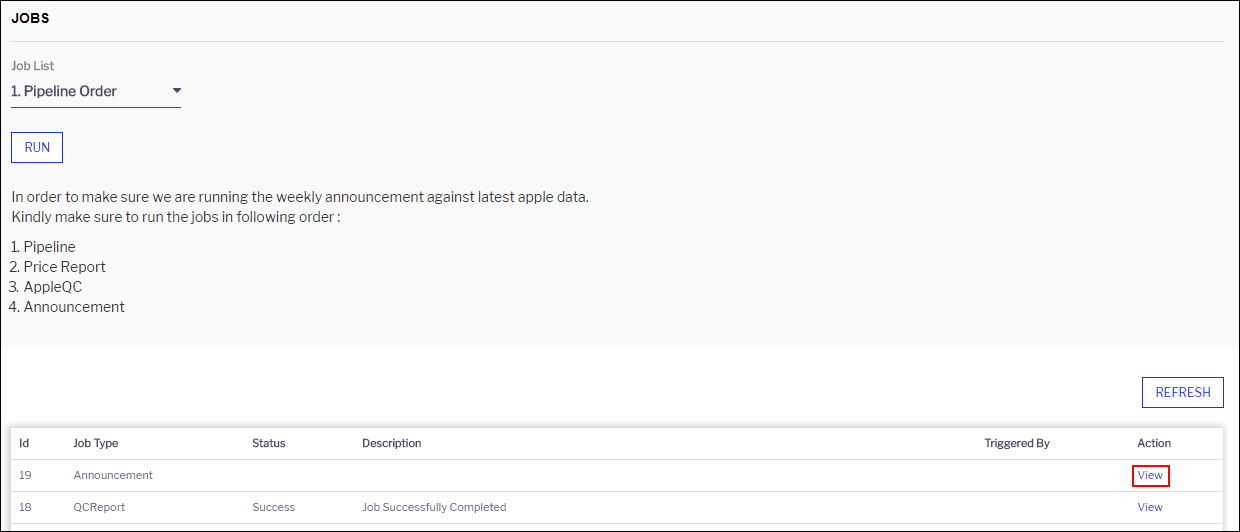 JOBS
Job List
1. Pipeline Order
RUN
In order to make sure we are running the weekly announcement against latest apple data.
Kindly make sure to run the jobs in following order :
1. Pipeline
2. Price Report
3. AppleQC
4. Announcement
REFRESH
Id Job Type Status Description Triggered By Action
19 Announcement View
18 QCReport Success Job Successfully Completed View